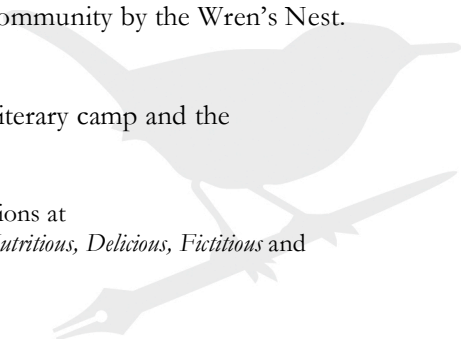 ommunity by the Wren’s Nest.
iterary camp and the
ions at
utritious, Delicious, Fictitious and